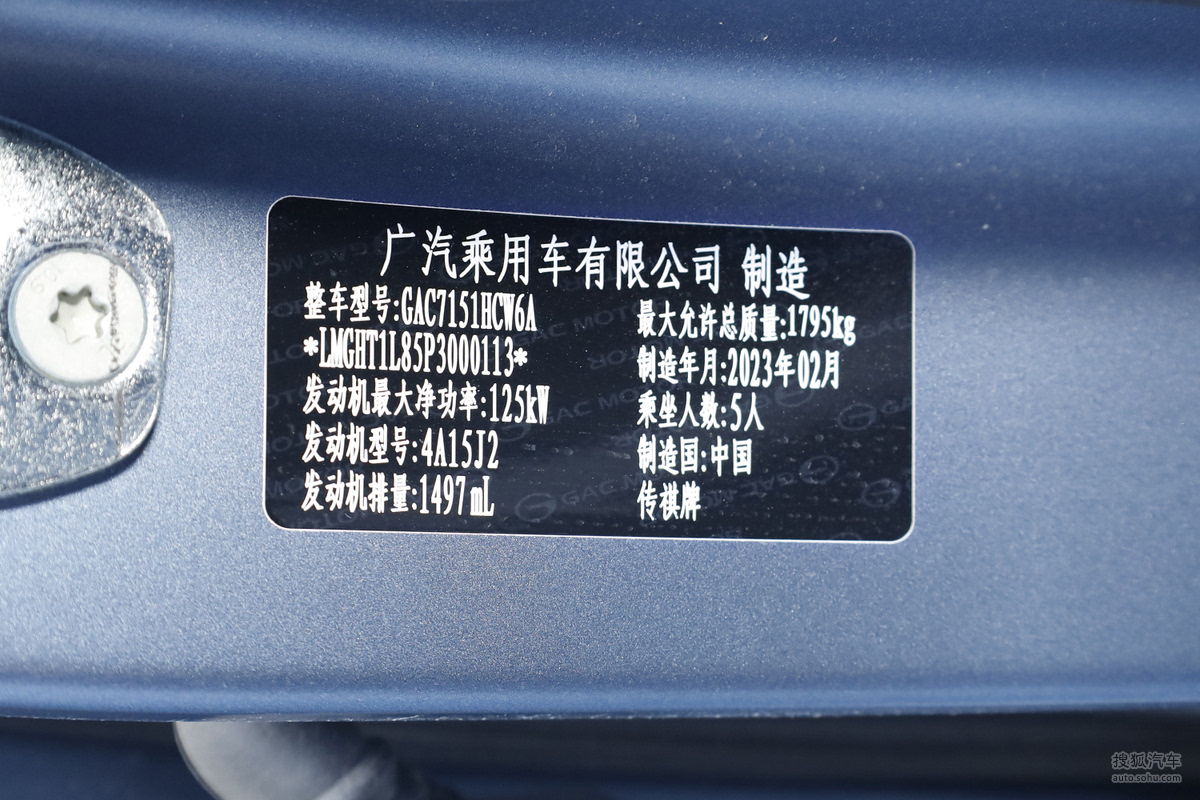 广汽乘用车有限公司 制造
整车型号:GAC7151HCW6A
*LMGHT1L85P3000113*
发动机最大净功率:125kW
发动机型号:4A15J2
发动机排量:1497mL
最大允许总质量:1795kg
制造年月:2023年02月
乘坐人数:5人
制造国:中国
传祺牌
GAC MOTOR
搜狐汽车
auto.sohu.com